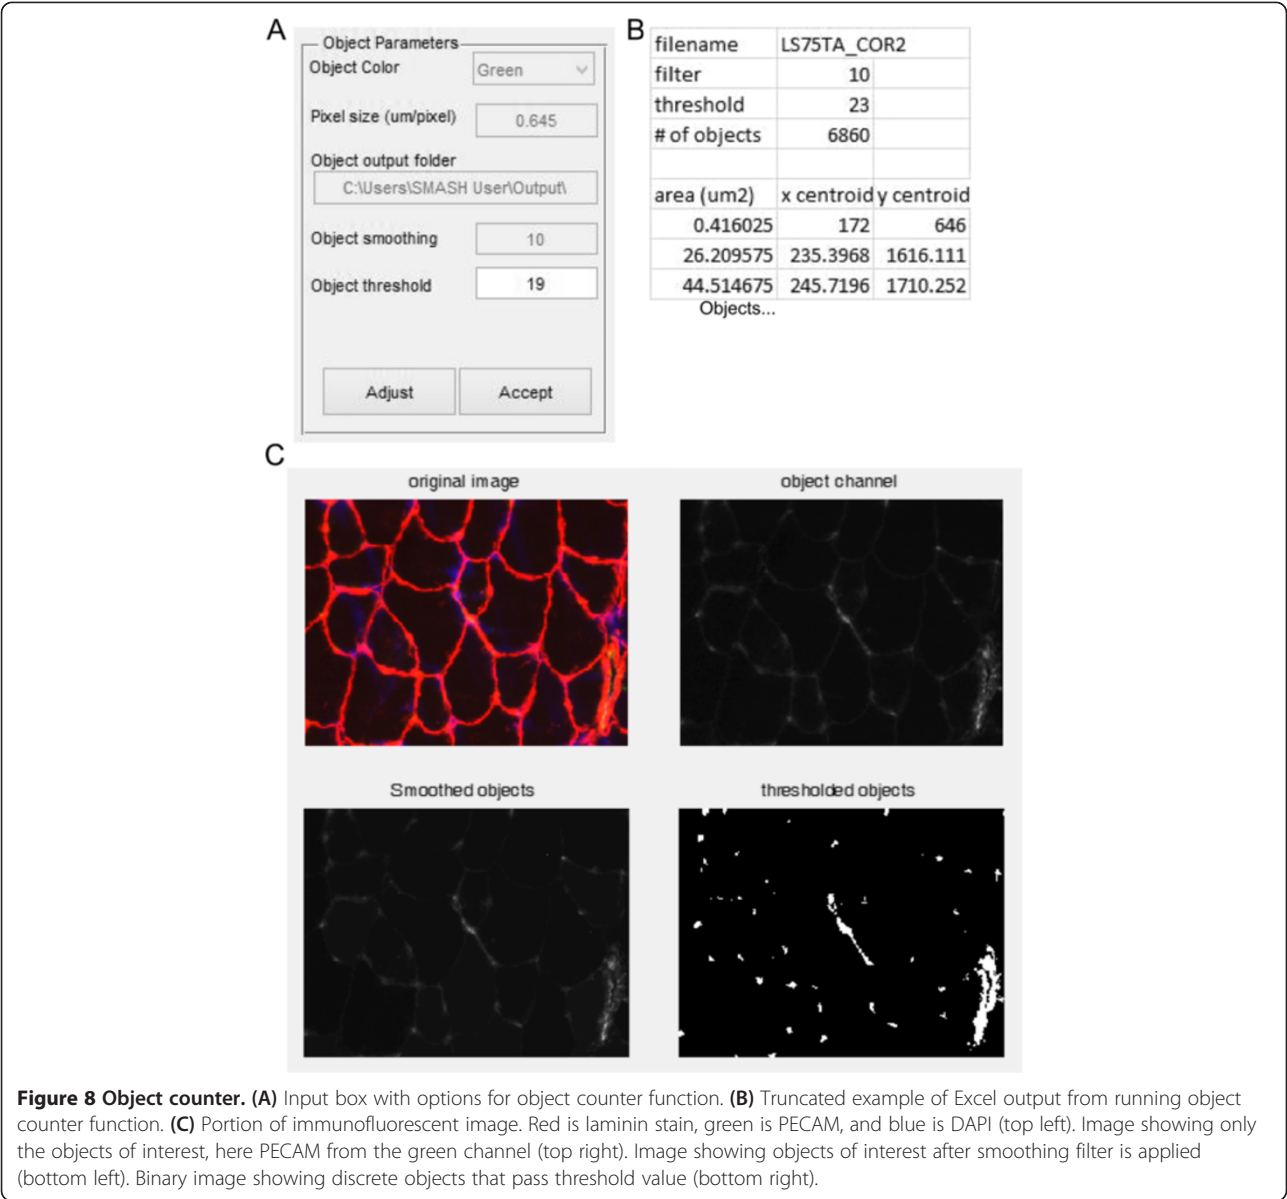 A
Object Parameters
Object Color Green
Pixel size (um/pixel) 0.645
Object output folder
C:\Users\SMASH User\Output\
Object smoothing 10
Object threshold 19
Adjust Accept
B
filename LS75TA_COR2
filter 10
threshold 23
# of objects 6860
area (um2) x centroid y centroid
0.416025 172 646
26.209575 235.3968 1616.111
44.514675 245.7196 1710.252
Objects...
C
original image object channel
Smoothed objects thresholded objects
Figure 8 Object counter. (A) Input box with options for object counter function. (B) Truncated example of Excel output from running object
counter function. (C) Portion of immunofluorescent image. Red is laminin stain, green is PECAM, and blue is DAPI (top left). Image showing only
the objects of interest, here PECAM from the green channel (top right). Image showing objects of interest after smoothing filter is applied
(bottom left). Binary image showing discrete objects that pass threshold value (bottom right).